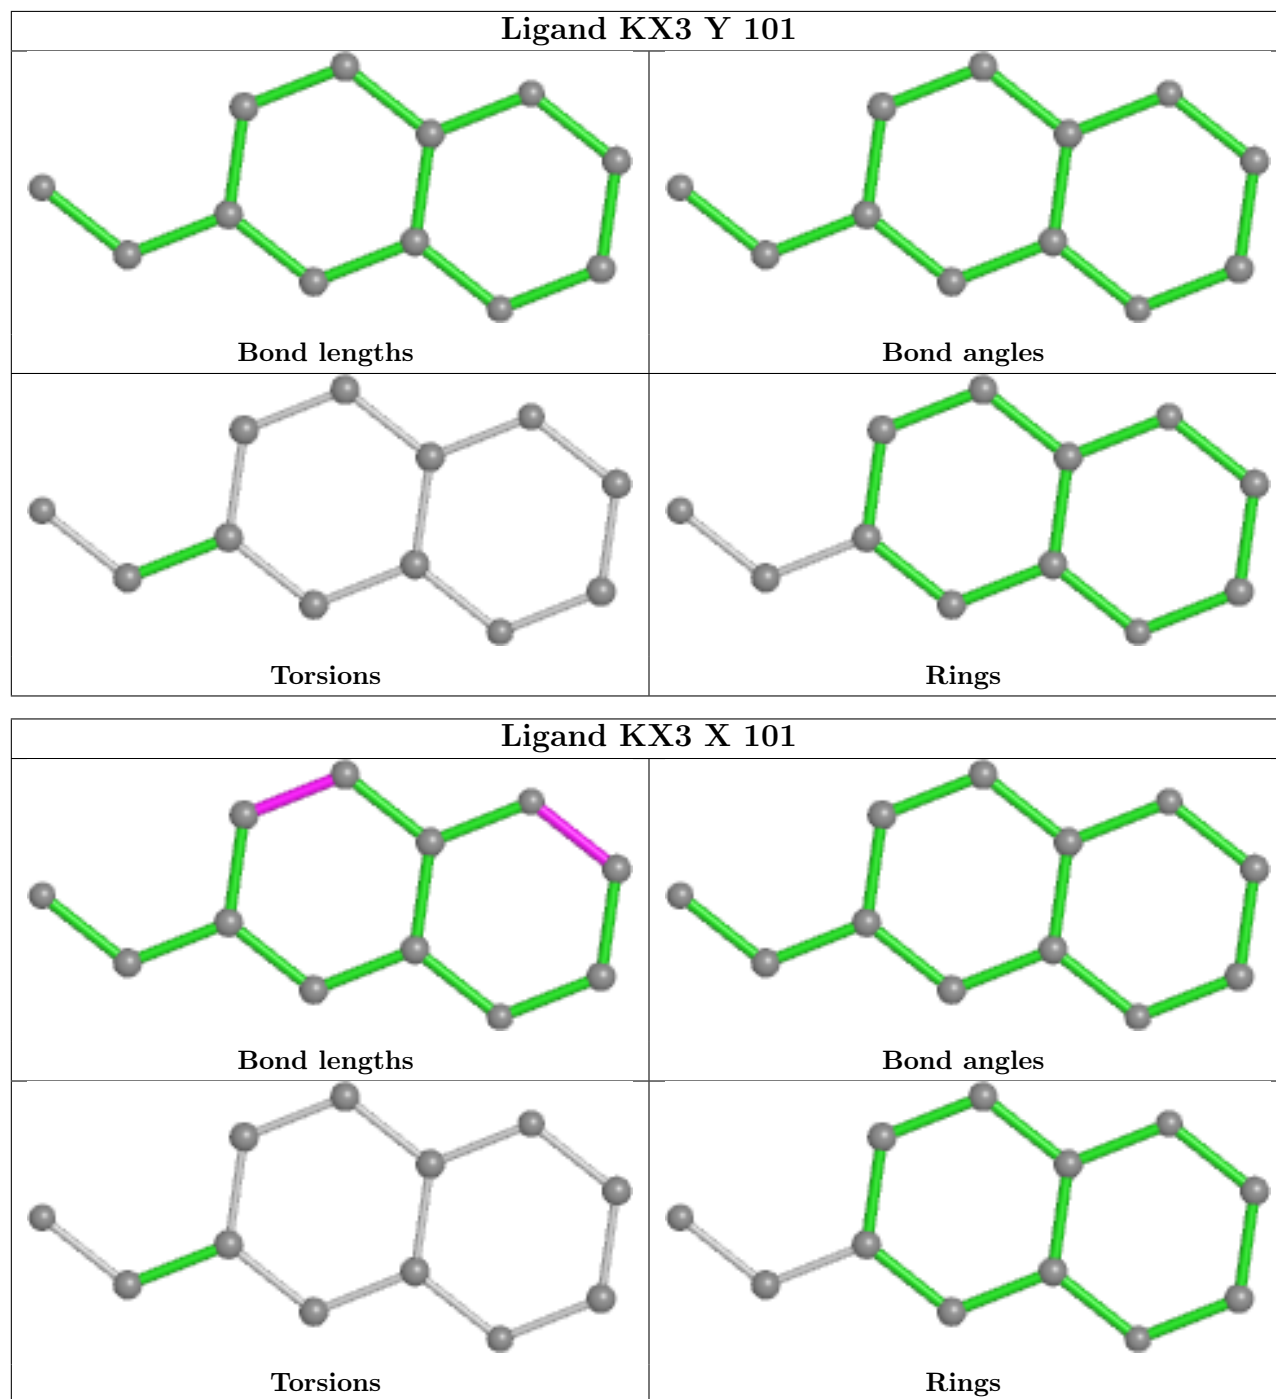 Ligand KX3 Y 101
Bond lengths
Bond angles
Torsions
Rings
Ligand KX3 X 101
Bond lengths
Bond angles
Torsions
Rings